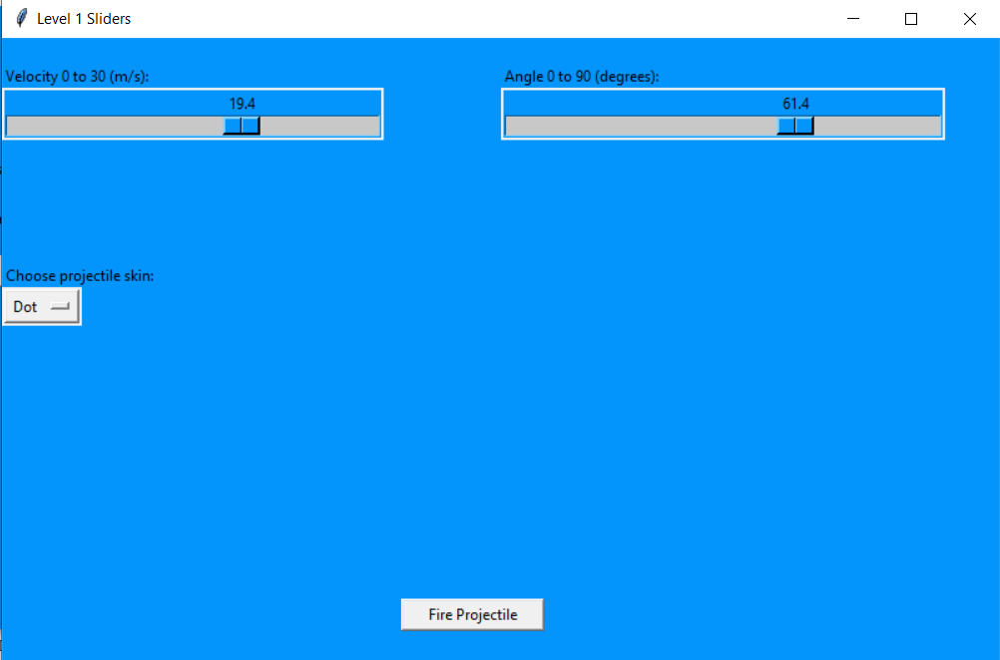 Level 1 Sliders
Velocity 0 to 30 (m/s): Angle 0 to 90 (degrees):
19.4 61.4
Choose projectile skin:
Dot
Fire Projectile